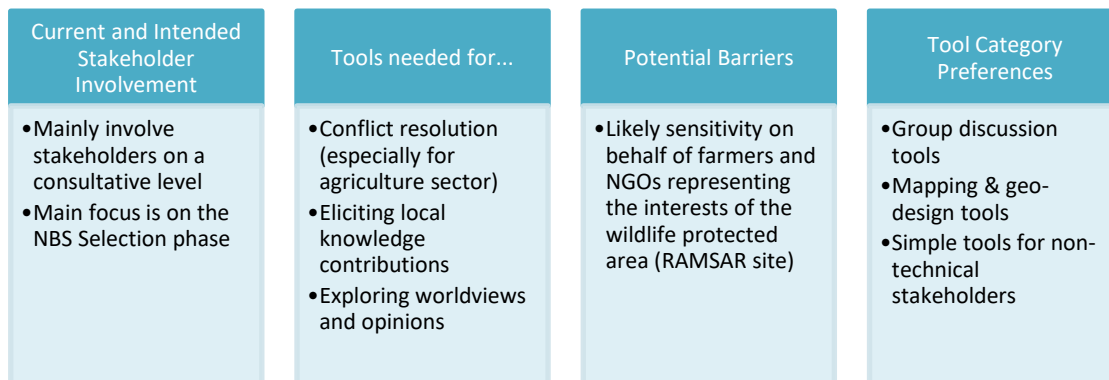 Current and Intended
Stakeholder
Involvement
•Mainly involve
stakeholders on a
consultative level
•Main focus is on the
NBS Selection phase
Tools needed for...
•Conflict resolution
(especially for
agriculture sector)
•Eliciting local
knowledge
contributions
•Exploring worldviews
and opinions
Potential Barriers
•Likely sensitivity on
behalf of farmers and
NGOs representing
the interests of the
wildlife protected
area (RAMSAR site)
Tool Category
Preferences
•Group discussion
tools
•Mapping & geo-
design tools
•Simple tools for non-
technical
stakeholders